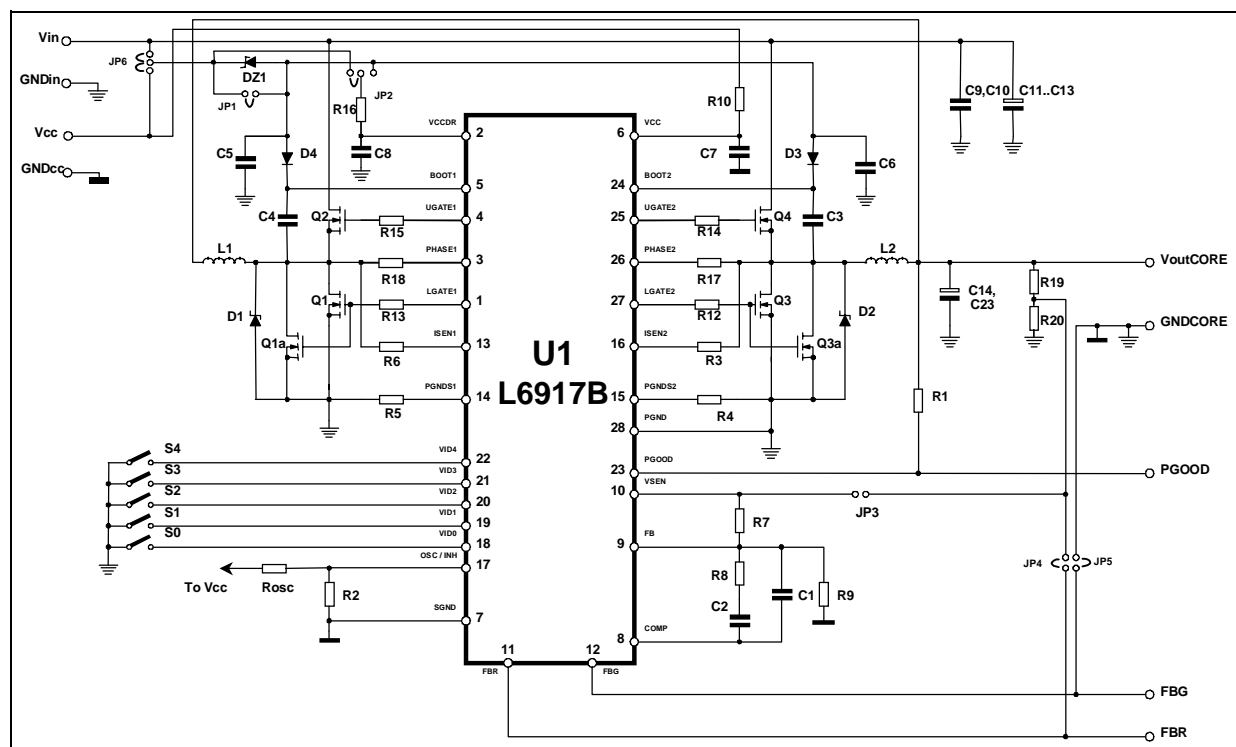 Vin
JP6
GNDin
DZ1
JP1
JP2
R16
R10
C9,C10
C11..C13
Vcc
GNDcc
C5
D4
C8
VCCDR
2
6
VCC
C7
D3
C6
BOOT1
5
24
BOOT2
C4
Q2
R15
UGATE1
4
25
UGATE2
R14
Q4
C3
L1
R18
PHASE1
3
26
PHASE2
R17
L2
VoutCORE
D1
Q1
R13
LGATE1
1
27
LGATE2
R12
Q3
D2
C14,
C23
R19
R20
GNDCORE
Q1a
R6
ISEN1
13
16
ISEN2
R3
Q3a
U1
L6917B
R5
PGNDS1
14
15
PGNDS2
R4
R1
28
PGND
S4
VID4
22
23
PGOOD
PGOOD
S3
VID3
21
10
VSEN
JP3
S2
VID2
20
R7
S1
VID1
19
S0
VID0
18
9
FB
OSC / INH
17
To Vcc
Rosc
R2
R8
C1
R9
C2
JP4
JP5
SGND
7
8
COMP
11
12
FBR
FBG
FBG
FBR